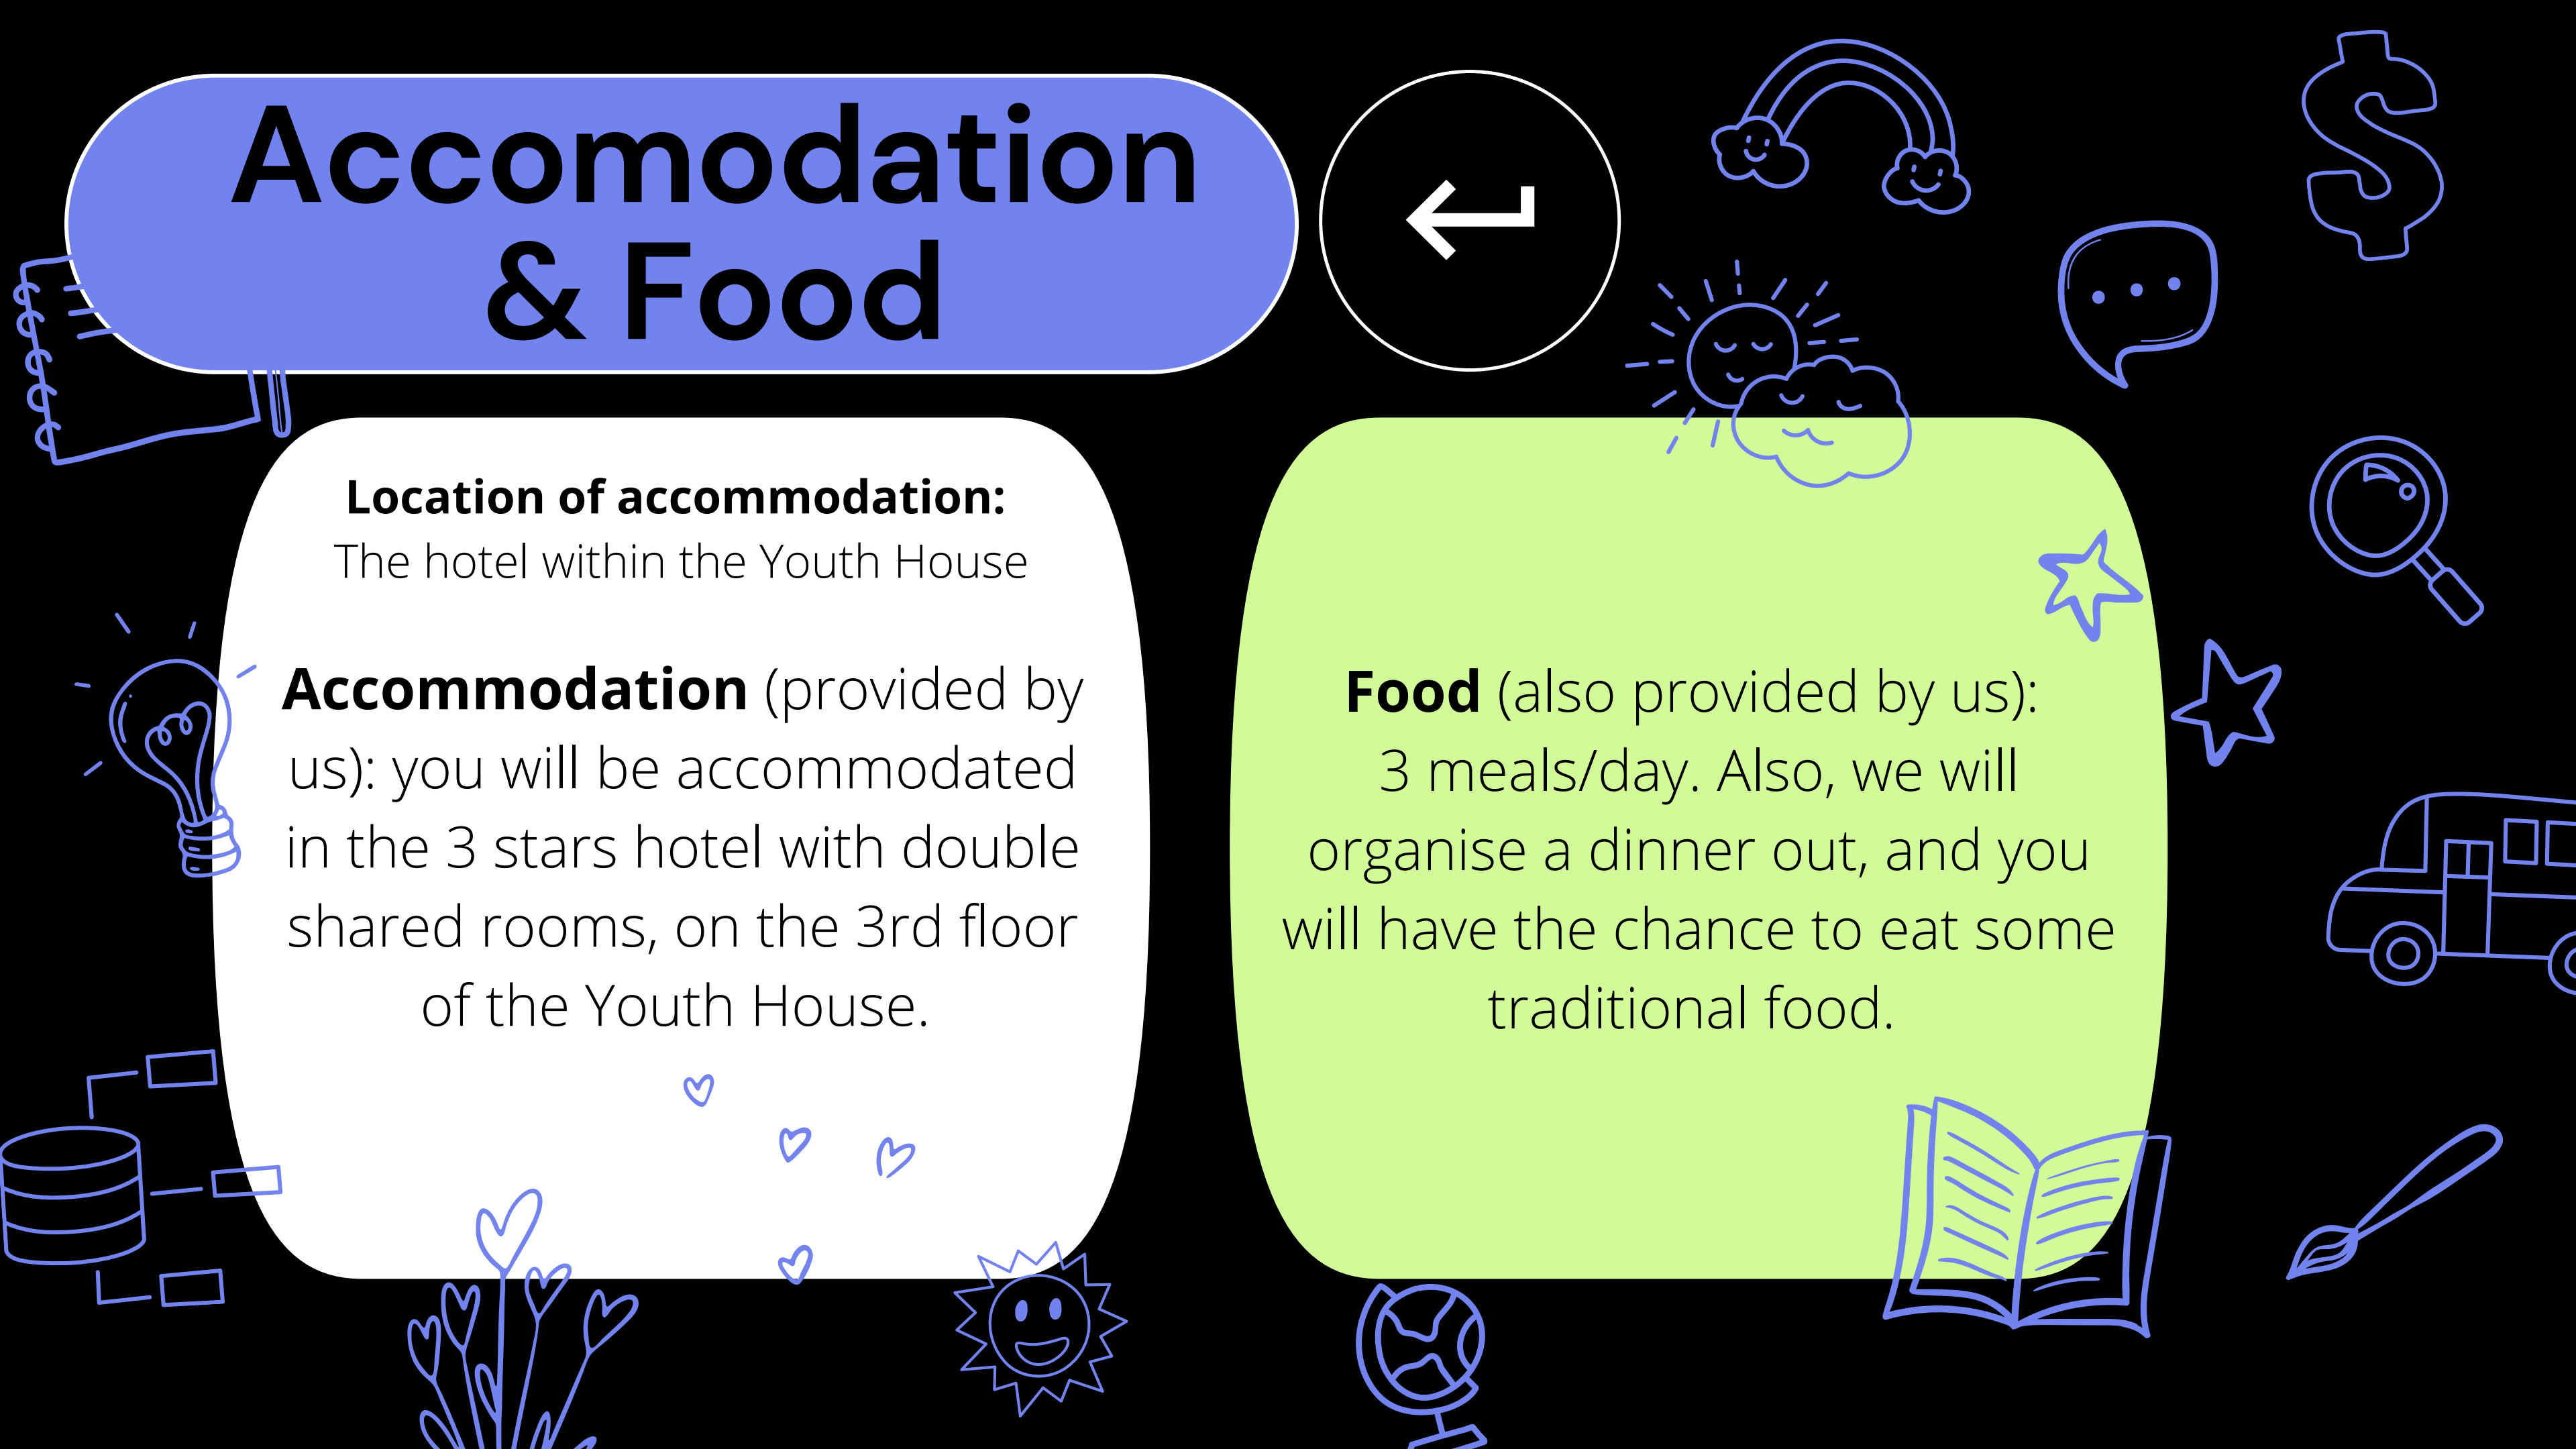 Accomodation
& Food
Location of accommodation:
The hotel within the Youth House
Accommodation (provided by
us): you will be accommodated
in the 3 stars hotel with double
shared rooms, on the 3rd floor
of the Youth House.
Food (also provided by us):
3 meals/day. Also, we will
organise a dinner out, and you
will have the chance to eat some
traditional food.